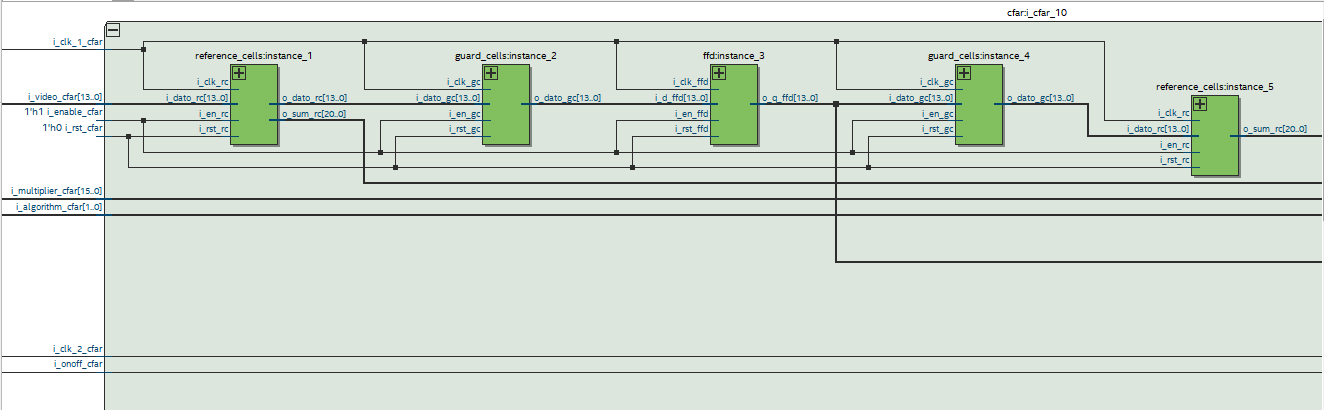 cfar:i_cfar_10
i_clk_1_cfar
reference_cells:instance_1
guard_cells:instance_2
ffd:instance_3
guard_cells:instance_4
i_clk_rc
i_clk_gc
i_clk_ffd
i_clk_gc
reference_cells:instance_5
i_video_cfar[13..0]
i_dato_rc[13..0]
o_dato_rc[13..0]
i_dato_gc[13..0]
o_dato_gc[13..0]
i_d_ffd[13..0]
o_q_ffd[13..0]
i_dato_gc[13..0]
o_dato_gc[13..0]
1'h1 i_enable_cfar
i_en_rc
o_sum_rc[20..0]
i_en_gc
i_en_ffd
i_en_gc
i_clk_rc
1'h0 i_rst_cfar
i_rst_rc
i_rst_gc
i_rst_ffd
i_rst_gc
i_dato_rc[13..0]
o_sum_rc[20..0]
i_en_rc
i_rst_rc
i_multiplier_cfar[15..0]
i_algorithm_cfar[1..0]
i_clk_2_cfar
i_onoff_cfar